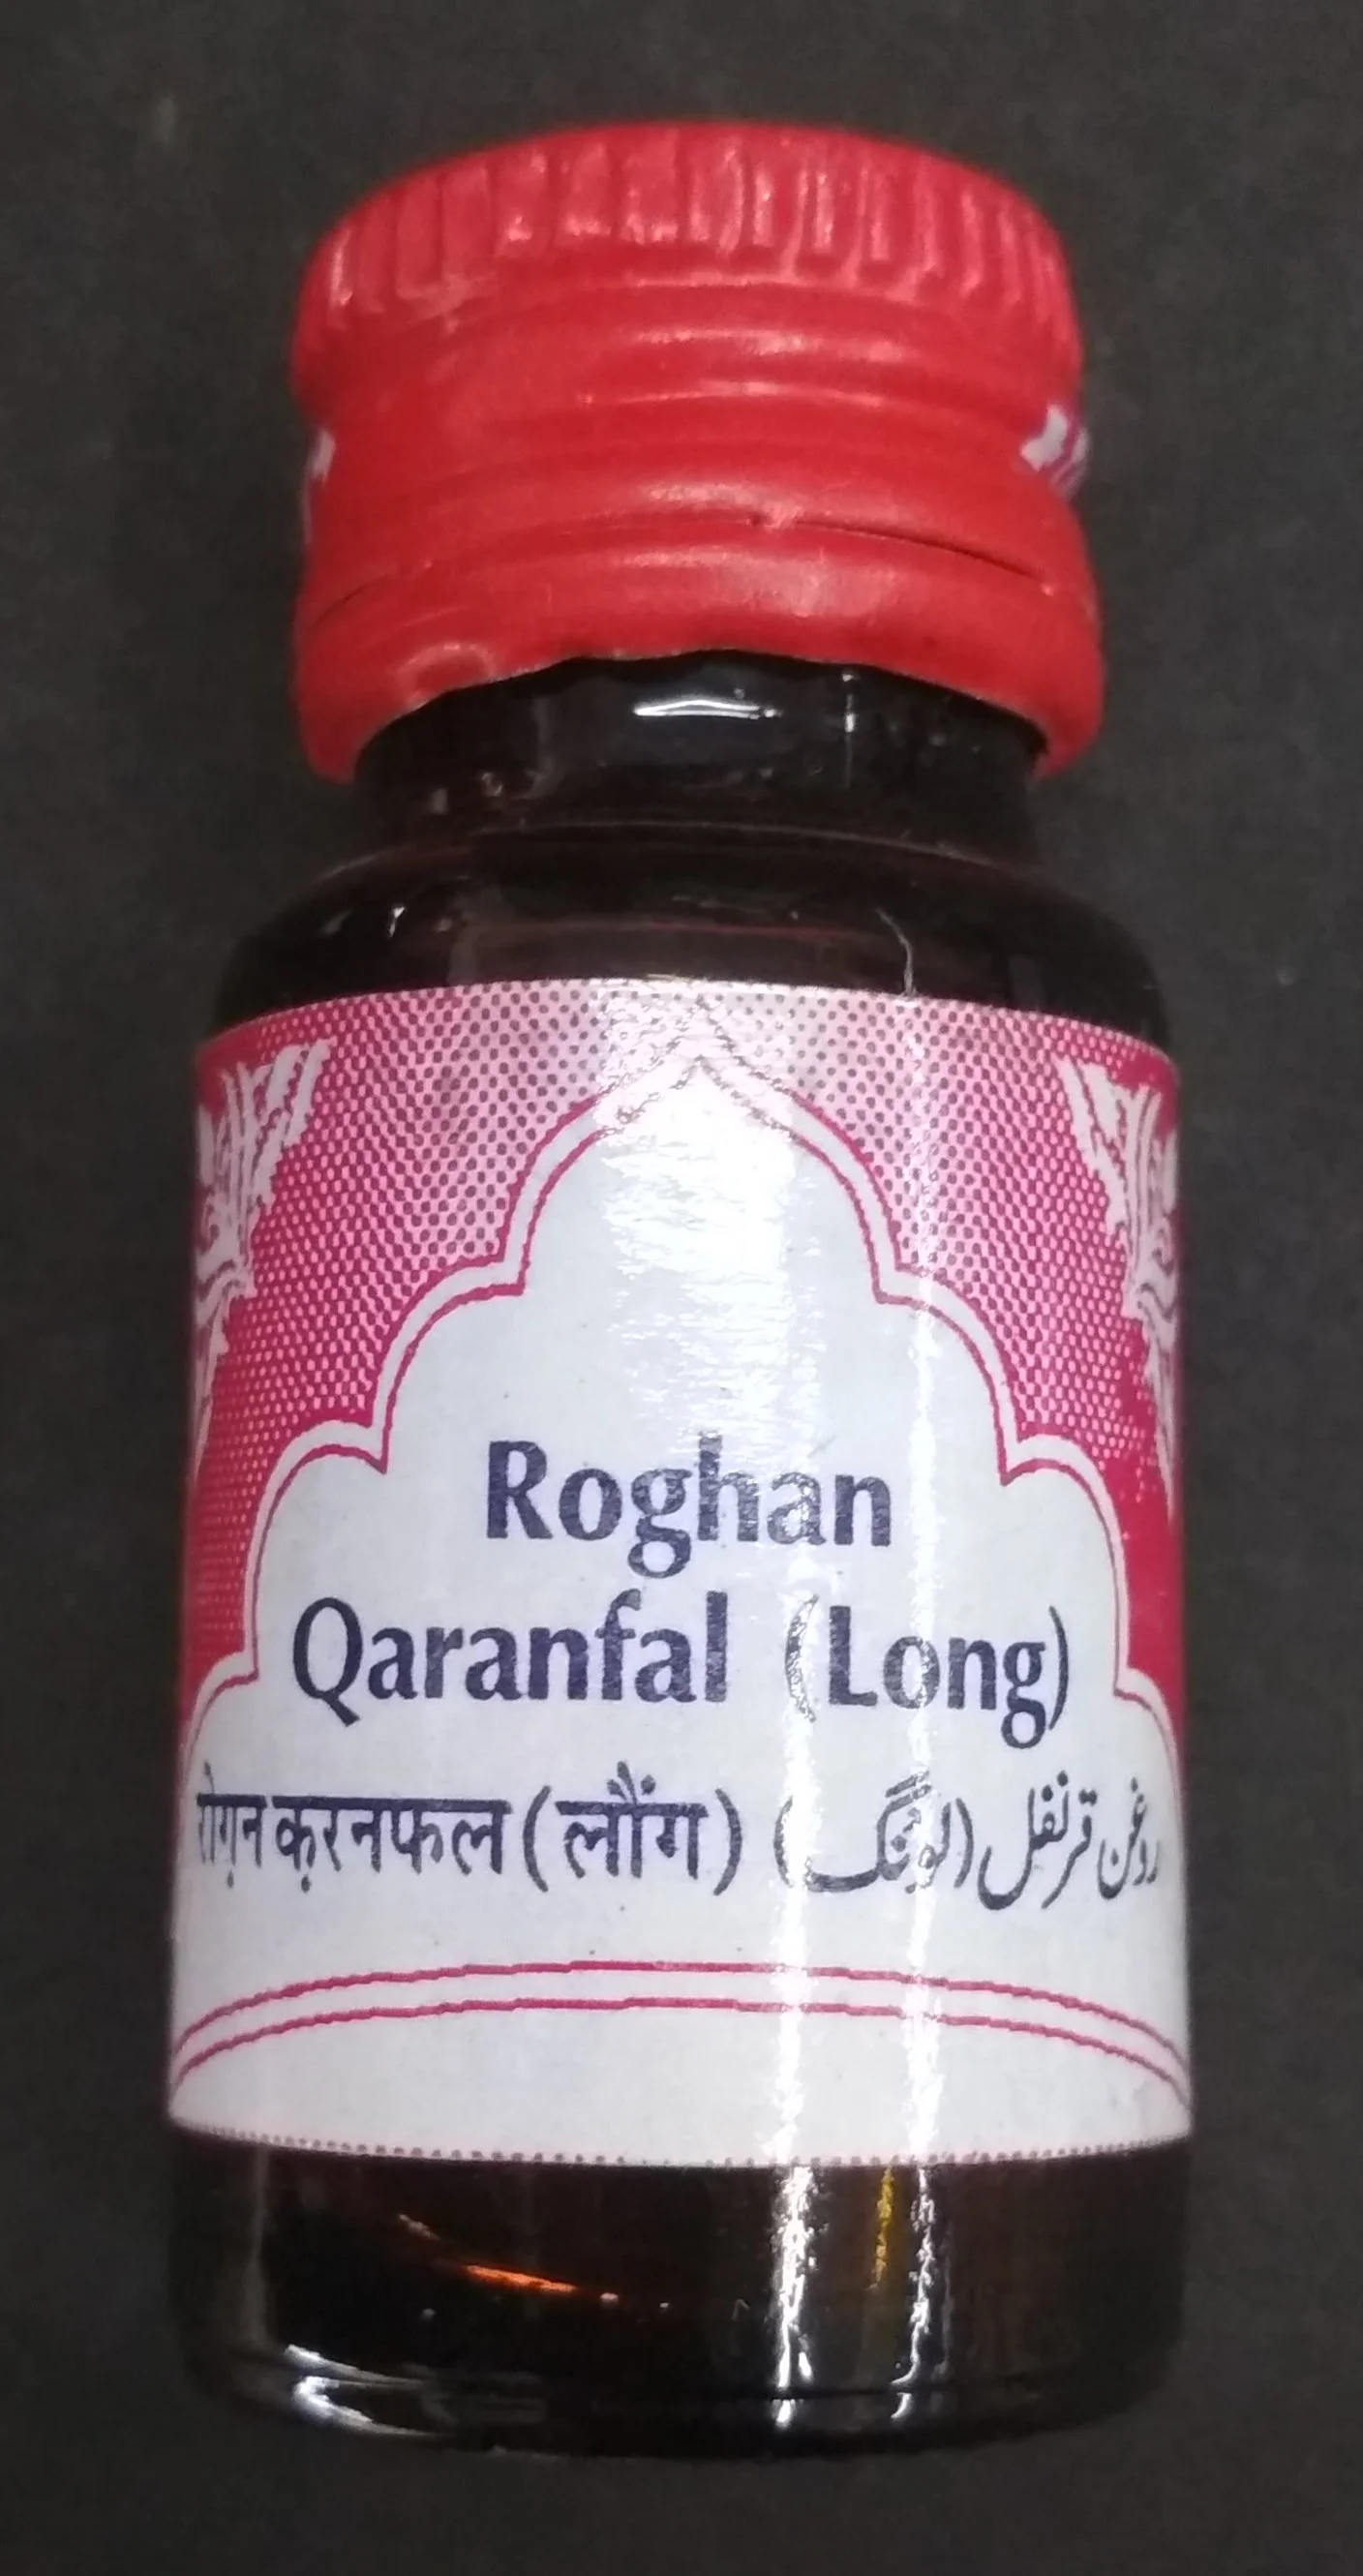 Roghan
Qaranfal (Long)
रोग़न क़रनफल (लौंग) روغن قرنفل (لونگ)